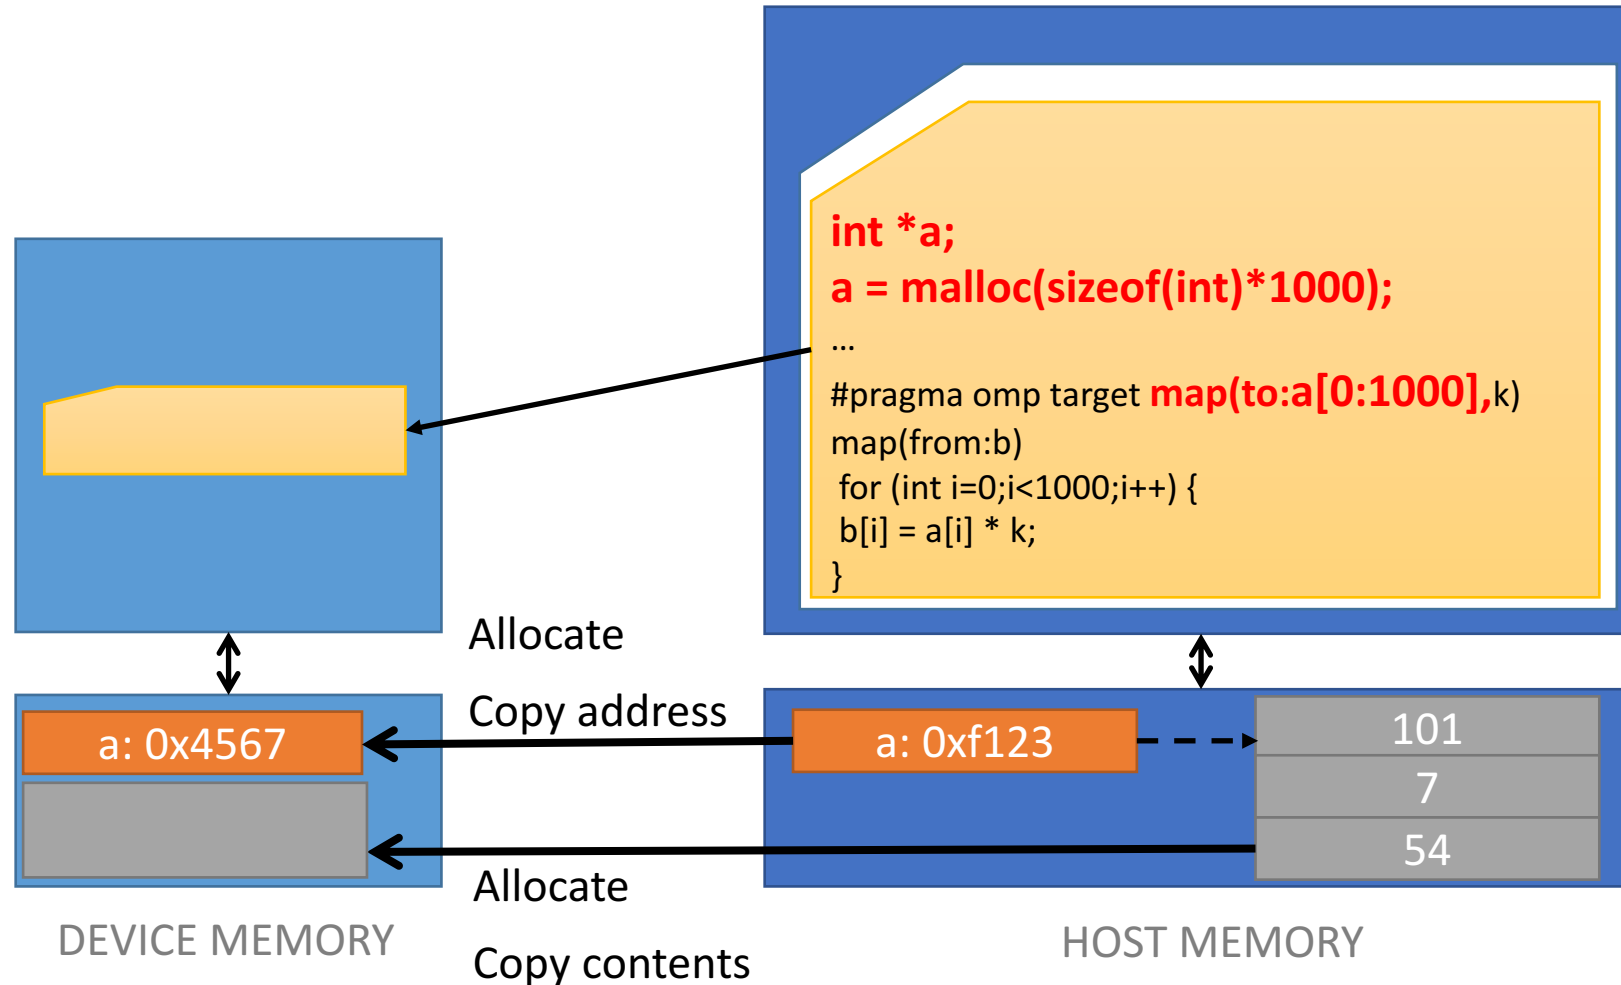 int *a;
a = malloc(sizeof(int)*1000);
...
#pragma omp target map(to:a[0:1000],k)
map(from:b)
for (int i=0;i<1000;i++) {
b[i] = a[i] * k;
}
Allocate
Copy address
a: 0x4567
a: 0xf123
101
7
54
Allocate
Copy contents
DEVICE MEMORY
HOST MEMORY